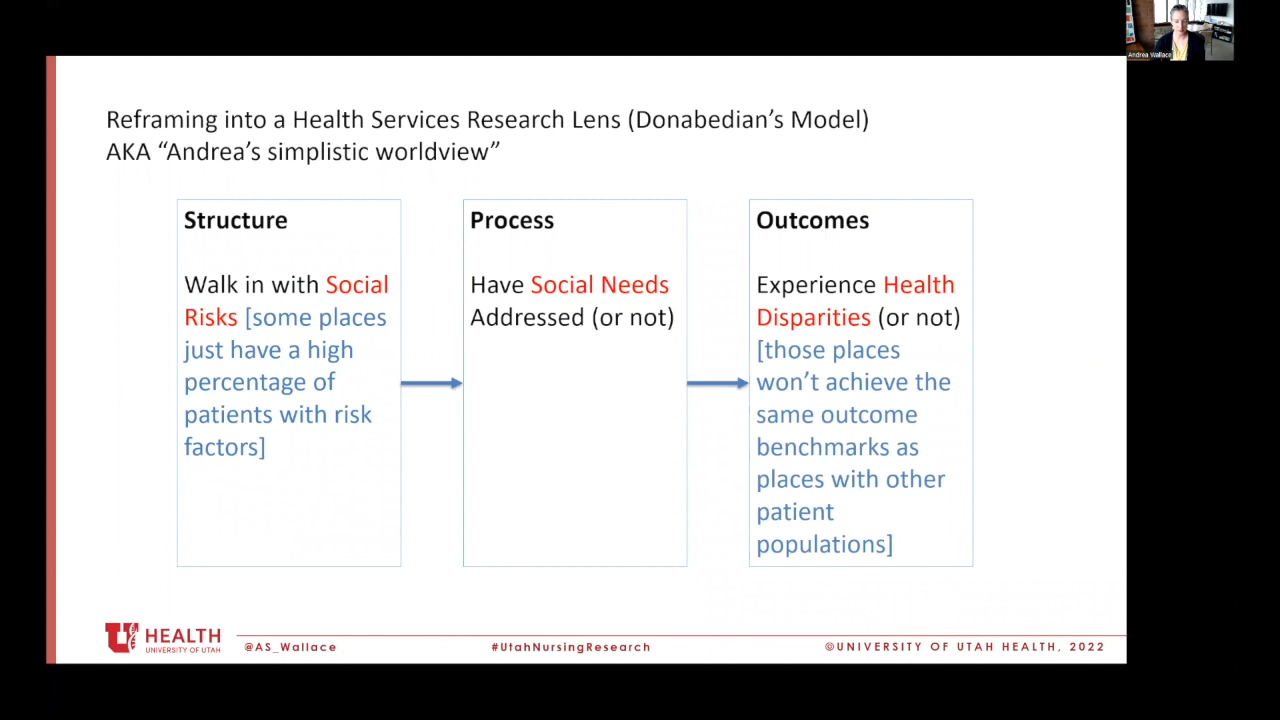 Andrea Wallace
Reframing into a Health Services Research Lens (Donabedian’s Model)
AKA “Andrea’s simplistic worldview”
Structure
Walk in with Social
Risks [some places
just have a high
percentage of
patients with risk
factors]
Process
Have Social Needs
Addressed (or not)
Outcomes
Experience Health
Disparities (or not)
[those places
won’t achieve the
same outcome
benchmarks as
places with other
patient
populations]
U HEALTH
UNIVERSITY OF UTAH
@AS_Wallace
#UtahNursingResearch
©UNIVERSITY OF UTAH HEALTH, 2022